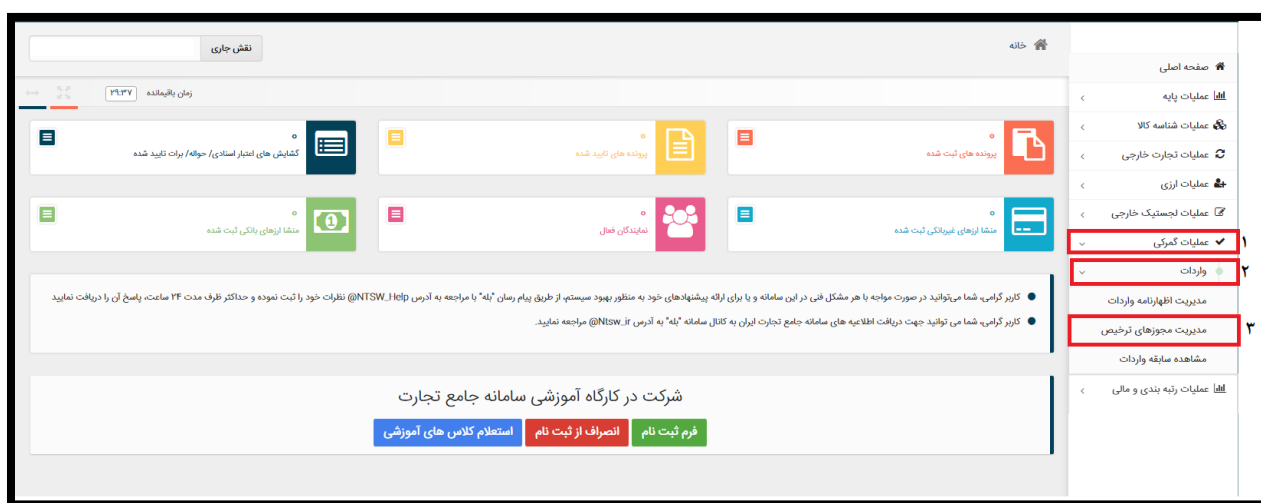 خانه
نقش جاری
زمان باقیمانده ۲۹:۳۷
صفحه اصلی
عملیات پایه
عملیات شناسه کالا
عملیات تجارت خارجی
عملیات ارزی
عملیات لجستیک خارجی
عملیات گمرکی ۱
واردات ۲
مدیریت اظهارنامه واردات
مدیریت مجوزهای ترخیص ۳
مشاهده سابقه واردات
عملیات رتبه بندی و مالی
۰
پرونده های ثبت شده
۰
پرونده های تایید شده
۰
گشایش های اعتبار اسنادی/ حواله/ برات تایید شده
۰
منشا ارزهای غیربانکی ثبت شده
۰
نمایندگان فعال
۰
منشا ارزهای بانکی ثبت شده
کاربر گرامی، شما می‌توانید در صورت مواجه با هر مشکل فنی در این سامانه و یا برای ارائه پیشنهادهای خود به منظور بهبود سیستم، از طریق پیام رسان "بله" با مراجعه به آدرس NTSW_Help@ نظرات خود را ثبت نموده و حداکثر ظرف مدت ۲۴ ساعت، پاسخ آن را دریافت نمایید
کاربر گرامی، شما می توانید جهت دریافت اطلاعیه های سامانه جامع تجارت ایران به کانال سامانه "بله" به آدرس Ntsw_ir@ مراجعه نمایید.
شرکت در کارگاه آموزشی سامانه جامع تجارت
فرم ثبت نام
انصراف از ثبت نام
استعلام کلاس های آموزشی